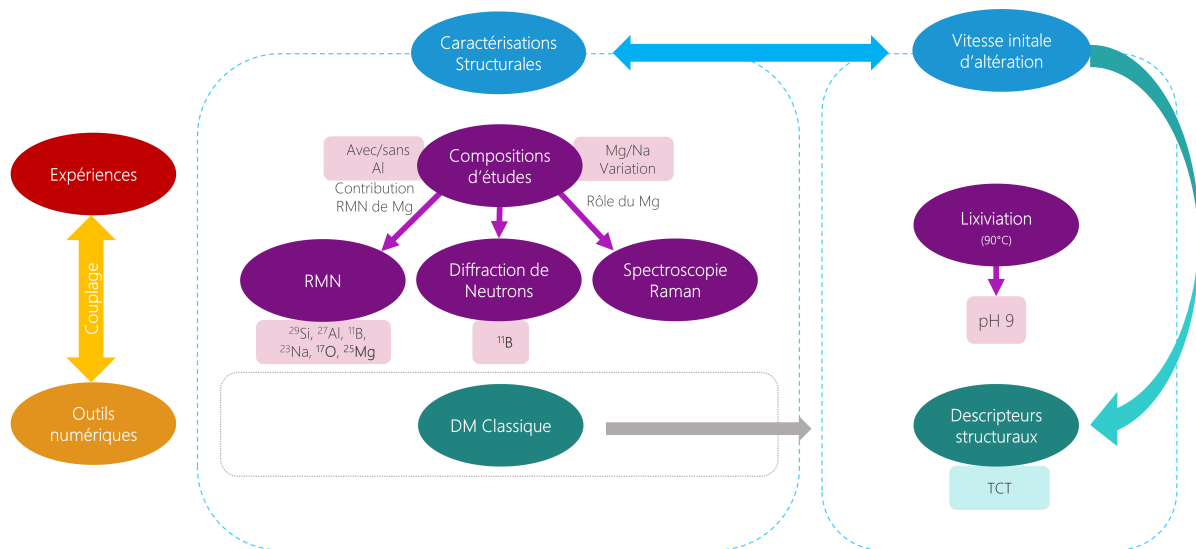 Caractérisations
Structurales
Vitesse initale
d'altération
Expériences
Couplage
Outils
numériques
Avec/sans
Al
Compositions
d'études
Mg/Na
Variation
Contribution
RMN de Mg
Rôle du Mg
RMN
Diffraction de
Neutrons
Spectroscopie
Raman
²⁹Si, ²⁷Al, ¹¹B,
²³Na, ¹⁷O, ²⁵Mg
¹¹B
DM Classique
Lixiviation
(90°C)
pH 9
Descripteurs
structuraux
TCT